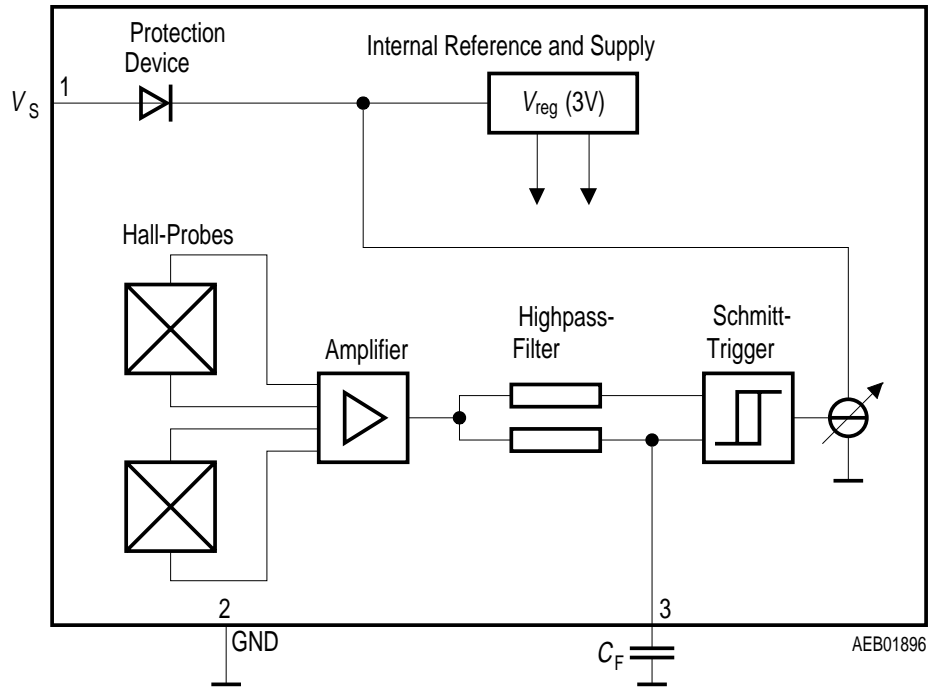 Protection
Device
Internal Reference and Supply
1
V S
V reg (3V)
Hall-Probes
Highpass-
Filter
Schmitt-
Trigger
Amplifier
2
3
GND
C F
AEB01896